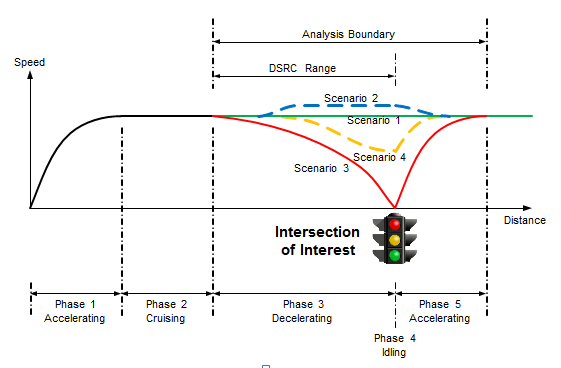 Analysis Boundary
Speed
DSRC Range
Scenario 2
Scenario 1
Scenario 4
Scenario 3
Distance
Intersection
of Interest
Phase 1
Accelerating
Phase 2
Cruising
Phase 3
Decelerating
Phase 5
Accelerating
Phase 4
Idling